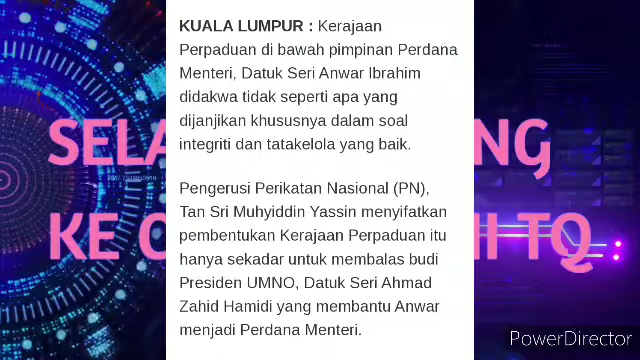 KUALA LUMPUR : Kerajaan
Perpaduan di bawah pimpinan Perdana
Menteri, Datuk Seri Anwar Ibrahim
didakwa tidak seperti apa yang
dijanjikan khususnya dalam soal
integriti dan tatakelola yang baik.
Pengerusi Perikatan Nasional (PN),
Tan Sri Muhyiddin Yassin menyifatkan
pembentukan Kerajaan Perpaduan itu
hanya sekadar untuk membalas budi
Presiden UMNO, Datuk Seri Ahmad
Zahid Hamidi yang membantu Anwar
menjadi Perdana Menteri.
KE TQ
PowerDirector